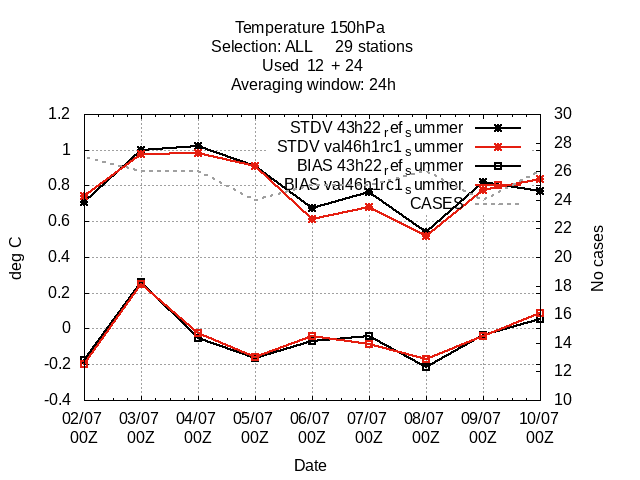 Temperature 150hPa
Selection: ALL 29 stations
Used 12 + 24
Averaging window: 24h
1.2
1
0.8
0.6
0.4
0.2
0
-0.2
-0.4
deg C
STDV 43h22_ref_summer
STDV val46h1rc1_summer
BIAS 43h22_ref_summer
BIAS val46h1rc1_summer
CASES
30
28
26
24
22
20
18
16
14
12
10
No cases
02/07 03/07 04/07 05/07 06/07 07/07 08/07 09/07 10/07
00Z 00Z 00Z 00Z 00Z 00Z 00Z 00Z 00Z
Date